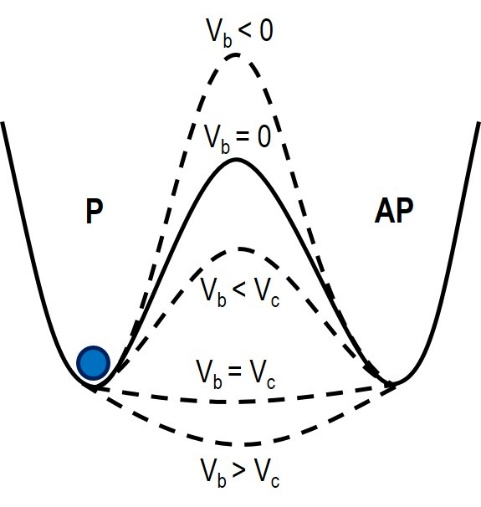 V_b < 0
V_b = 0
P
AP
V_b < V_c
V_b = V_c
V_b > V_c